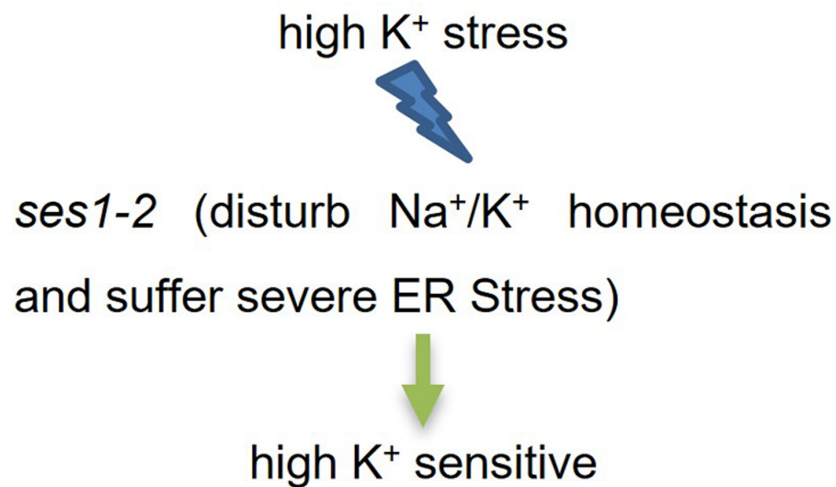 high K⁺ stress
ses1-2 (disturb Na⁺/K⁺ homeostasis
and suffer severe ER Stress)
high K⁺ sensitive